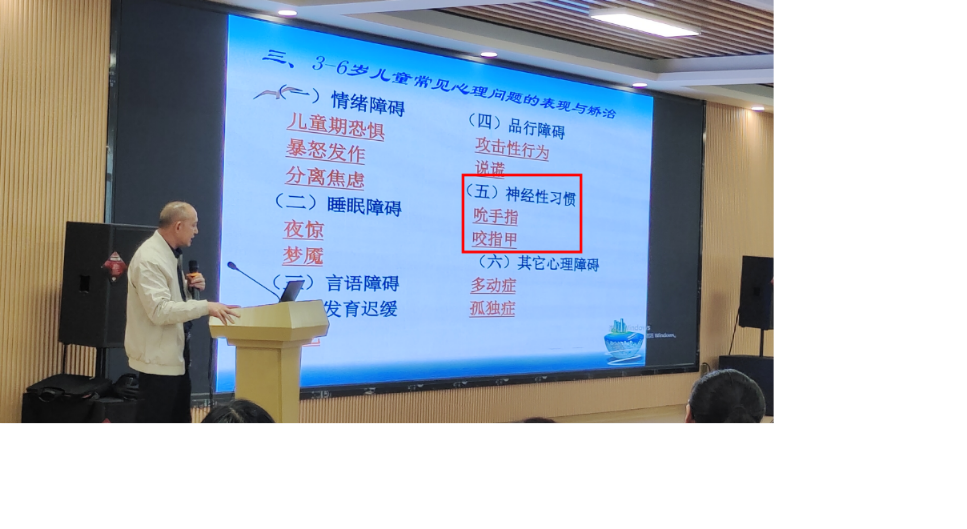 三、3-6岁儿童常见心理问题的表现与矫治
（一）情绪障碍
儿童期恐惧
暴怒发作
分离焦虑
（二）睡眠障碍
夜惊
梦魇
（三）言语障碍
发育迟缓
（四）品行障碍
攻击性行为
说谎
（五）神经性习惯
吮手指
咬指甲
（六）其它心理障碍
多动症
孤独症